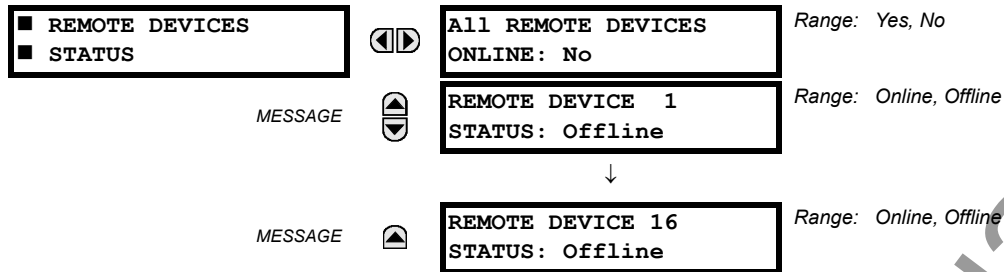 ■ REMOTE DEVICES
■ STATUS
All REMOTE DEVICES
ONLINE: No
Range: Yes, No
MESSAGE
REMOTE DEVICE 1
STATUS: Offline
Range: Online, Offline
↓
MESSAGE
REMOTE DEVICE 16
STATUS: Offline
Range: Online, Offline